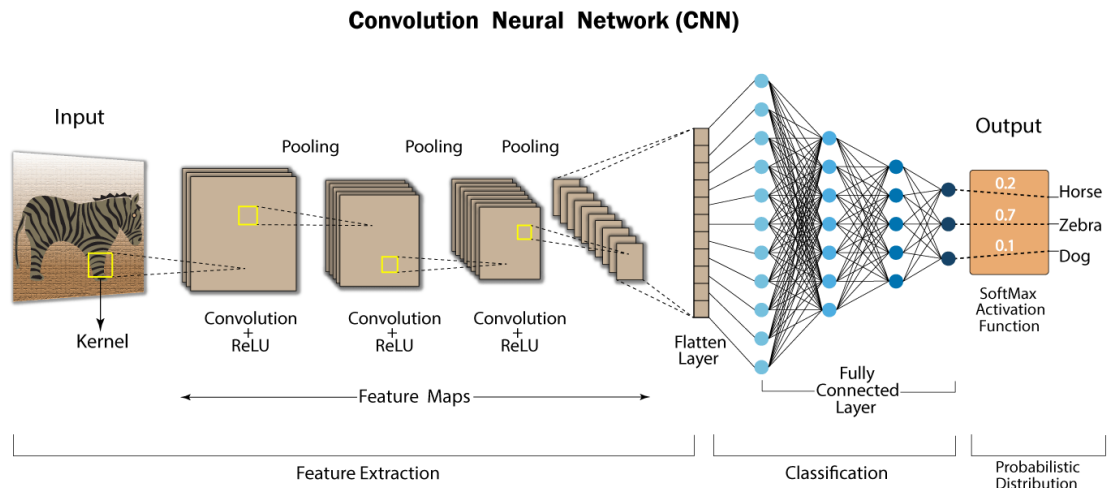 Convolution Neural Network (CNN)
Input
Kernel
Pooling
Pooling
Pooling
Convolution
+
ReLU
Convolution
+
ReLU
Convolution
+
ReLU
Feature Maps
Flatten
Layer
Fully
Connected
Layer
Output
0.2
Horse
0.7
Zebra
0.1
Dog
SoftMax
Activation
Function
Feature Extraction
Classification
Probabilistic
Distribution